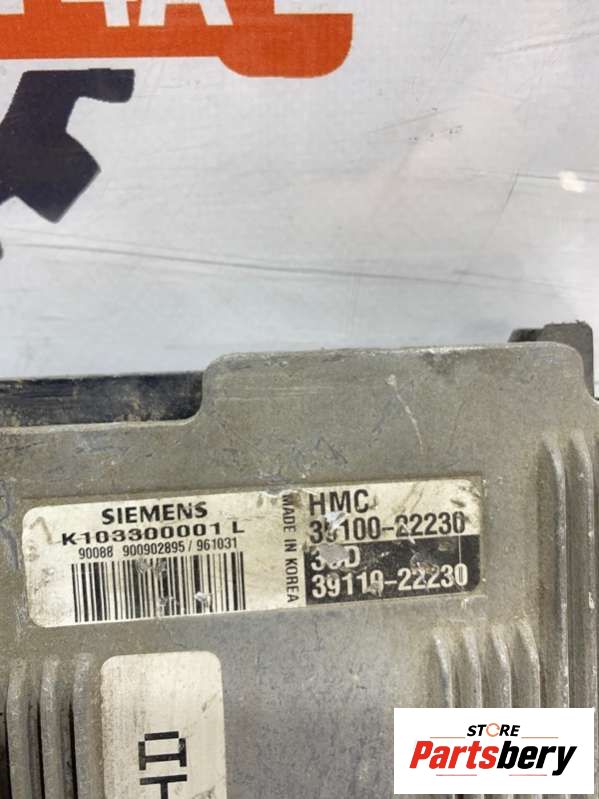 SIEMENS
K103300001 L
90088 900902895/961031
MADE IN KOREA
HMC
39100-22230
39110-22230
STORE
Partsbery